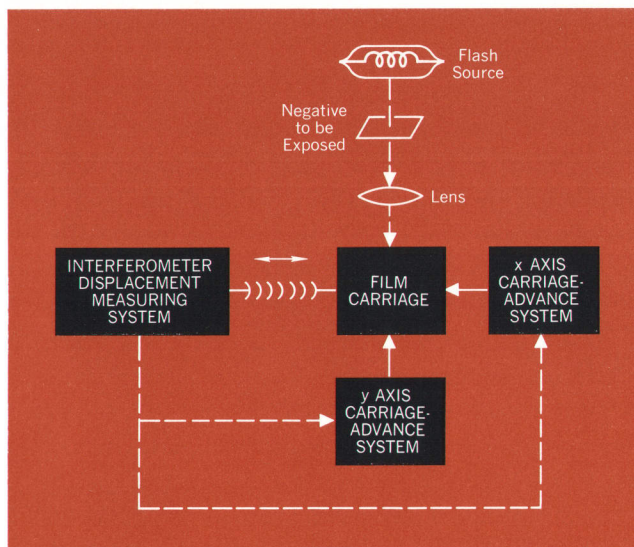 Flash
Source
Negative
to be
Exposed
Lens
INTERFEROMETER
DISPLACEMENT
MEASURING
SYSTEM
FILM
CARRIAGE
x AXIS
CARRIAGE-
ADVANCE
SYSTEM
y AXIS
CARRIAGE-
ADVANCE
SYSTEM